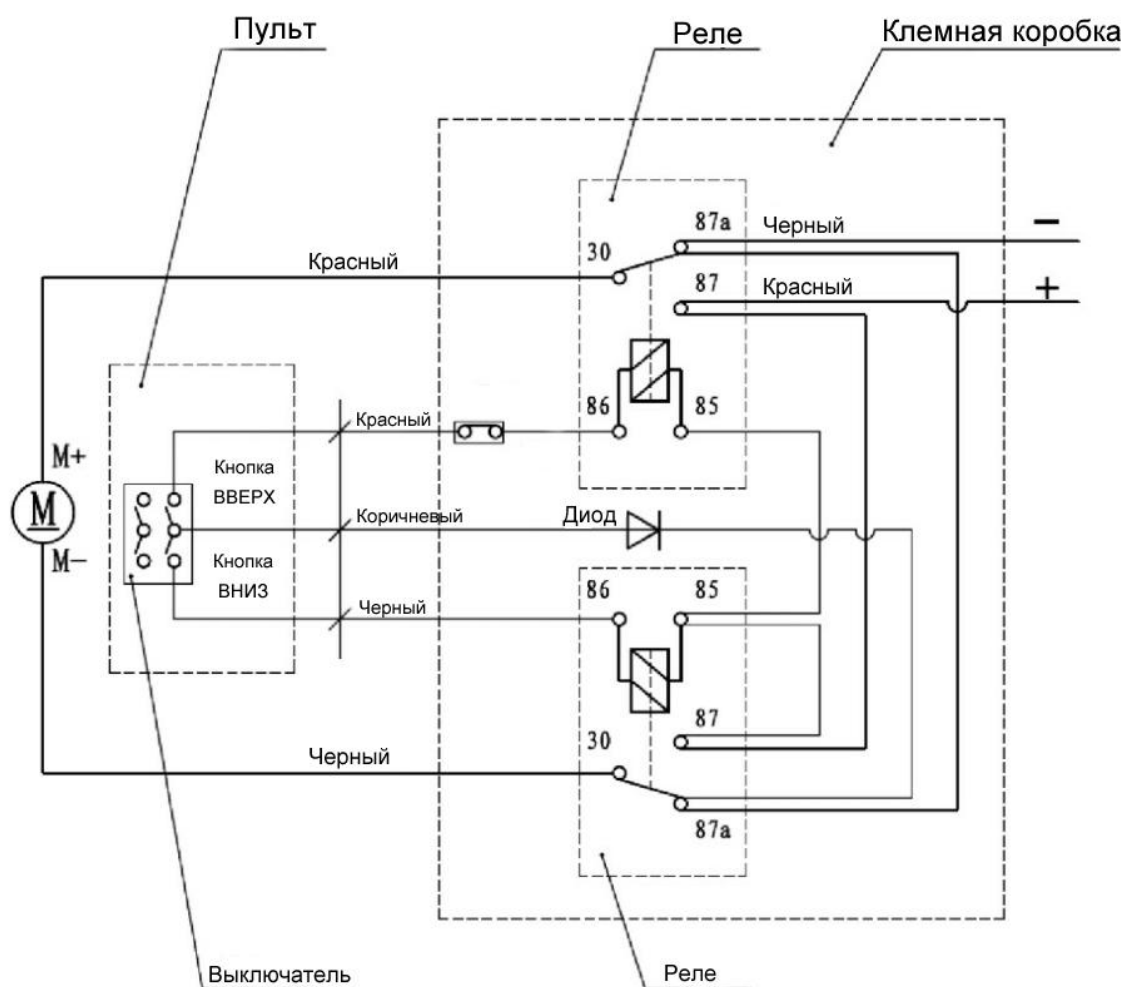 Пульт
Реле
Клемная коробка
87a
Черный
−
30
Красный
87
Красный
+
86
85
Красный
M+
Кнопка
ВВЕРХ
M
Коричневый
Диод
M−
Кнопка
ВНИЗ
86
85
Черный
87
30
Черный
87a
Выключатель
Реле